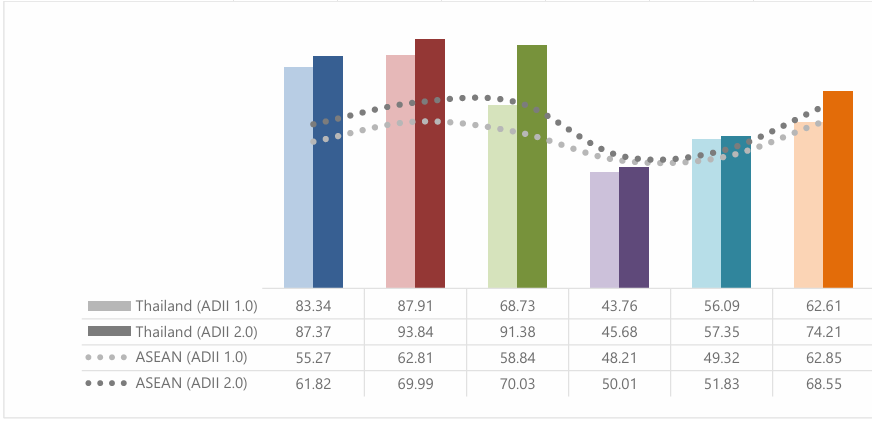 Thailand (ADII 1.0) 83.34 87.91 68.73 43.76 56.09 62.61
Thailand (ADII 2.0) 87.37 93.84 91.38 45.68 57.35 74.21
ASEAN (ADII 1.0) 55.27 62.81 58.84 48.21 49.32 62.85
ASEAN (ADII 2.0) 61.82 69.99 70.03 50.01 51.83 68.55